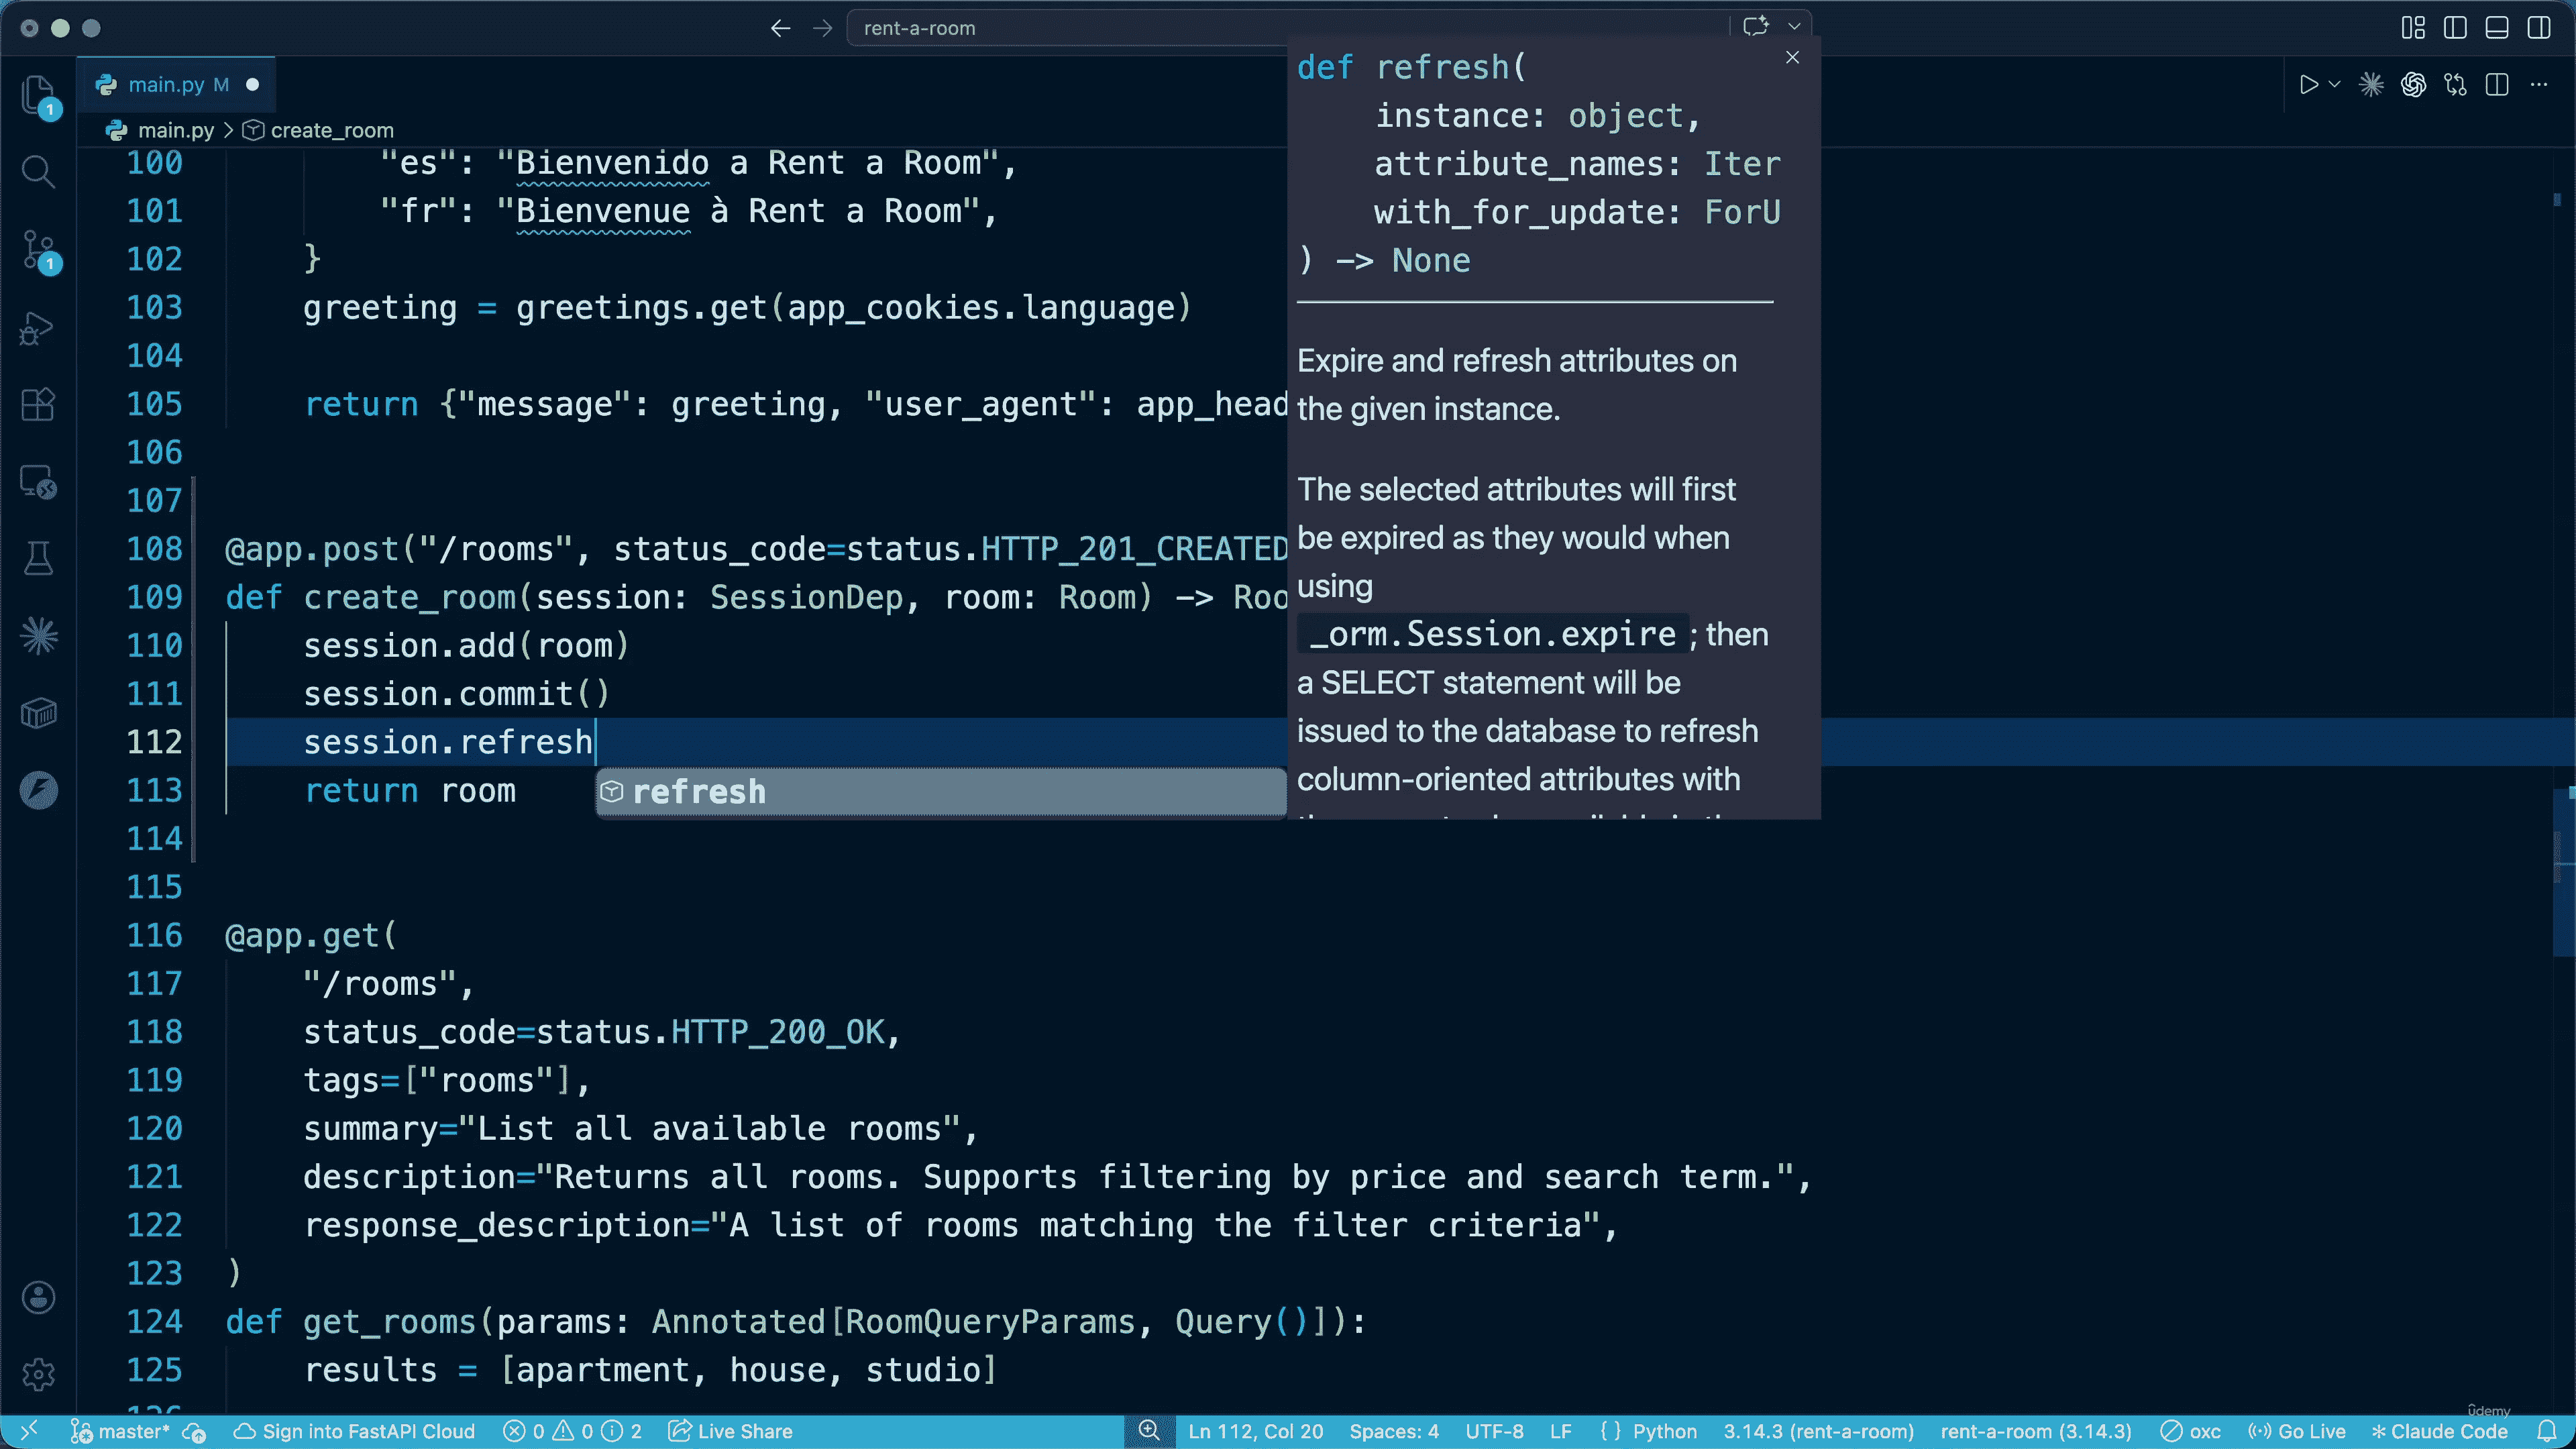 rent-a-room
main.py M
1
main.py > create_room
100 "es": "Bienvenido a Rent a Room",
101 "fr": "Bienvenue à Rent a Room",
102 }
103 greeting = greetings.get(app_cookies.language)
104
105 return {"message": greeting, "user_agent": app_head
106
107
108 @app.post("/rooms", status_code=status.HTTP_201_CREATED
109 def create_room(session: SessionDep, room: Room) -> Roo
110 session.add(room)
111 session.commit()
112 session.refresh
113 return room
refresh
114
115
116 @app.get(
117 "/rooms",
118 status_code=status.HTTP_200_OK,
119 tags=["rooms"],
120 summary="List all available rooms",
121 description="Returns all rooms. Supports filtering by price and search term.",
122 response_description="A list of rooms matching the filter criteria",
123 )
124 def get_rooms(params: Annotated[RoomQueryParams, Query()]):
125 results = [apartment, house, studio]
1
def refresh(
instance: object,
attribute_names: Iter
with_for_update: ForU
) -> None
Expire and refresh attributes on
the given instance.
The selected attributes will first
be expired as they would when
using
_orm.Session.expire ; then
a SELECT statement will be
issued to the database to refresh
column-oriented attributes with
master* Sign into FastAPI Cloud 0 0 2 Live Share Ln 112, Col 20 Spaces: 4 UTF-8 LF { } Python 3.14.3 (rent-a-room) rent-a-room (3.14.3) oxc Go Live Claude Code
ûdemy